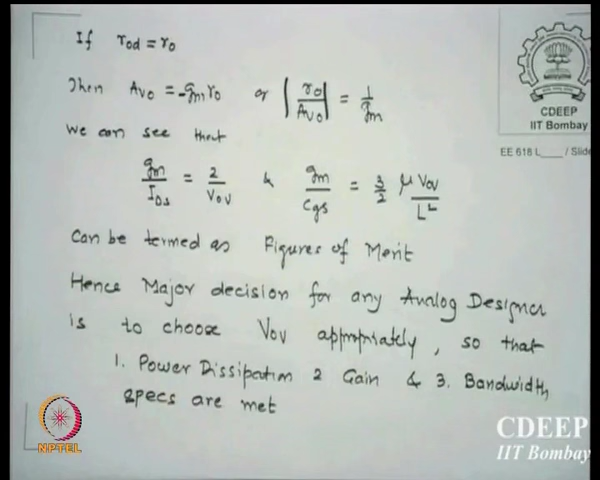 If rod = ro
Then Avo = -gm ro or |ro/Avo| = 1/gm
We can see that
gm/IDS = 2/VOV & gm/Cgs = 3/2 μ VOV/L²
Can be termed as Figures of Merit
Hence Major decision for any Analog Designer
is to choose VOV appropriately, so that
1. Power Dissipation 2 Gain & 3. Bandwidth,
specs are met
CDEEP
IIT Bombay
EE 618 L____ / Slide
NPTEL
CDEEP
IIT Bombay